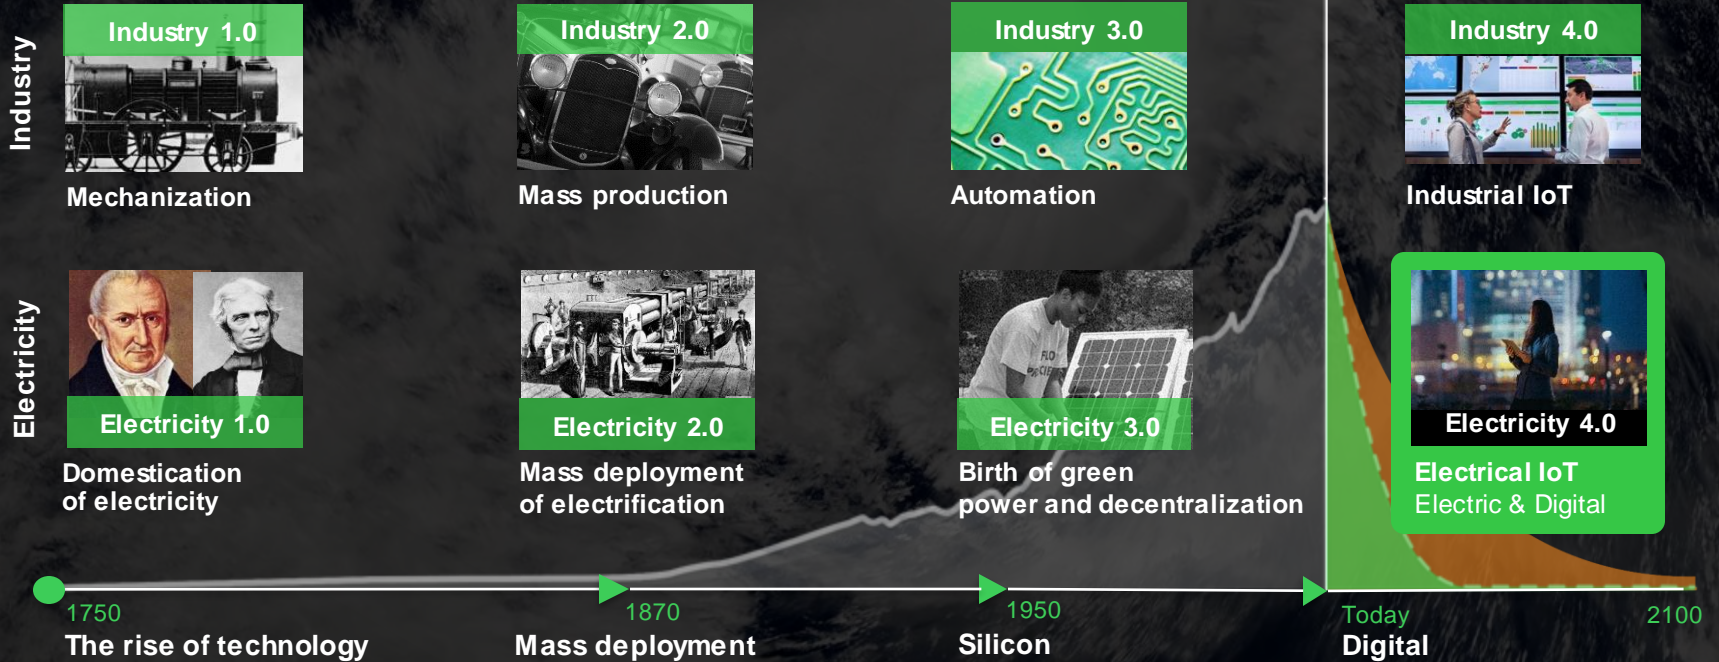 Industry
Industry 1.0
Mechanization
Industry 2.0
Mass production
Industry 3.0
Automation
Industry 4.0
Industrial IoT
Electricity
Electricity 1.0
Domestication
of electricity
Electricity 2.0
Mass deployment
of electrification
FLO
Electricity 3.0
Birth of green
power and decentralization
Electricity 4.0
Electrical IoT
Electric & Digital
1750
The rise of technology
1870
Mass deployment
1950
Silicon
Today
Digital
2100